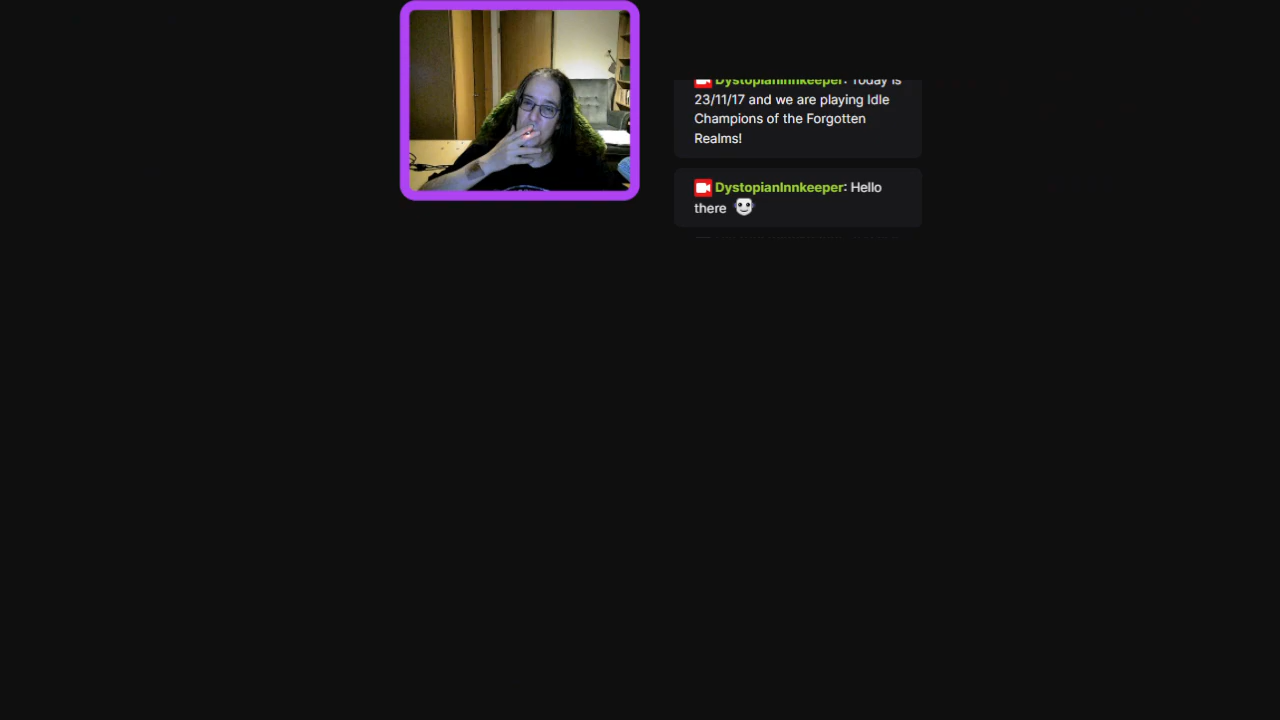 DystopianInnkeeper: Today is
23/11/17 and we are playing Idle
Champions of the Forgotten
Realms!
DystopianInnkeeper: Hello
there